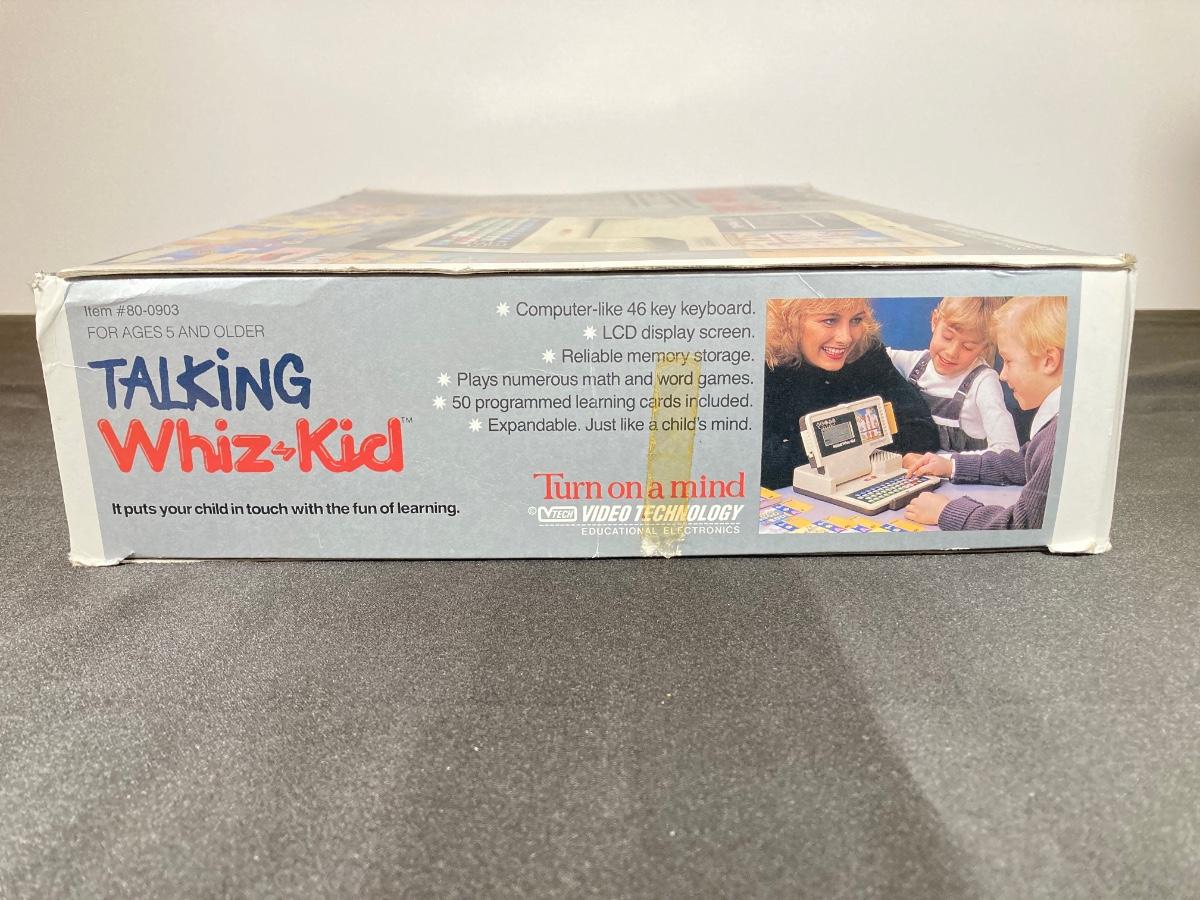 Item #80-0903
FOR AGES 5 AND OLDER
TALKING
Whiz-Kid™
It puts your child in touch with the fun of learning.
✷ Computer-like 46 key keyboard.
✷ LCD display screen.
✷ Reliable memory storage.
✷ Plays numerous math and word games.
✷ 50 programmed learning cards included.
✷ Expandable. Just like a child's mind.
Turn on a mind
© VTECH VIDEO TECHNOLOGY
EDUCATIONAL ELECTRONICS